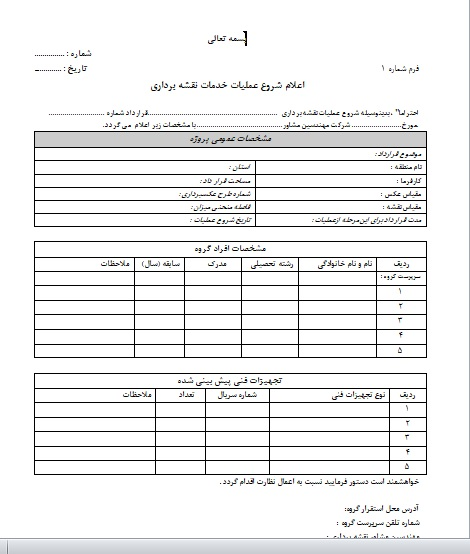 بسمه تعالی
شماره : ...............
فرم شماره ۱ تاریخ : ..............
اعلام شروع عملیات خدمات نقشه برداری
احتراما" ،بدینوسیله شروع عملیات نقشه برداری ......................................... قرارداد شماره ...........................
مورخ......................... شرکت مهندسین مشاور.......................................... با مشخصات زیر اعلام می گردد.
مشخصات عمومی پروژه
موضوع قرارداد:
نام منطقه : استان :
کارفرما : مساحت قرار داد :
مقیاس عکس : شماره طرح عکسبرداری:
مقیاس نقشه : فاصله منحنی میزان:
مدت قرارداد برای این مرحله ازعملیات : تاریخ شروع عملیات :
مشخصات افراد گروه
ردیف نام و نام خانوادگی رشته تحصیلی مدرک سابقه (سال) ملاحظات
سرپرست گروه :
۱
۲
۳
۴
۵
تجهیزات فنی پیش بینی شده
ردیف نوع تجهیزات فنی شماره سریال تعداد ملاحظات
۱
۲
۳
۴
۵
خواهشمند است دستور فرمایید نسبت به اعمال نظارت اقدام گردد.
آدرس محل استقرار گروه:
شماره تلفن سرپرست گروه :
مهندسین مشاور نقشه برداری :